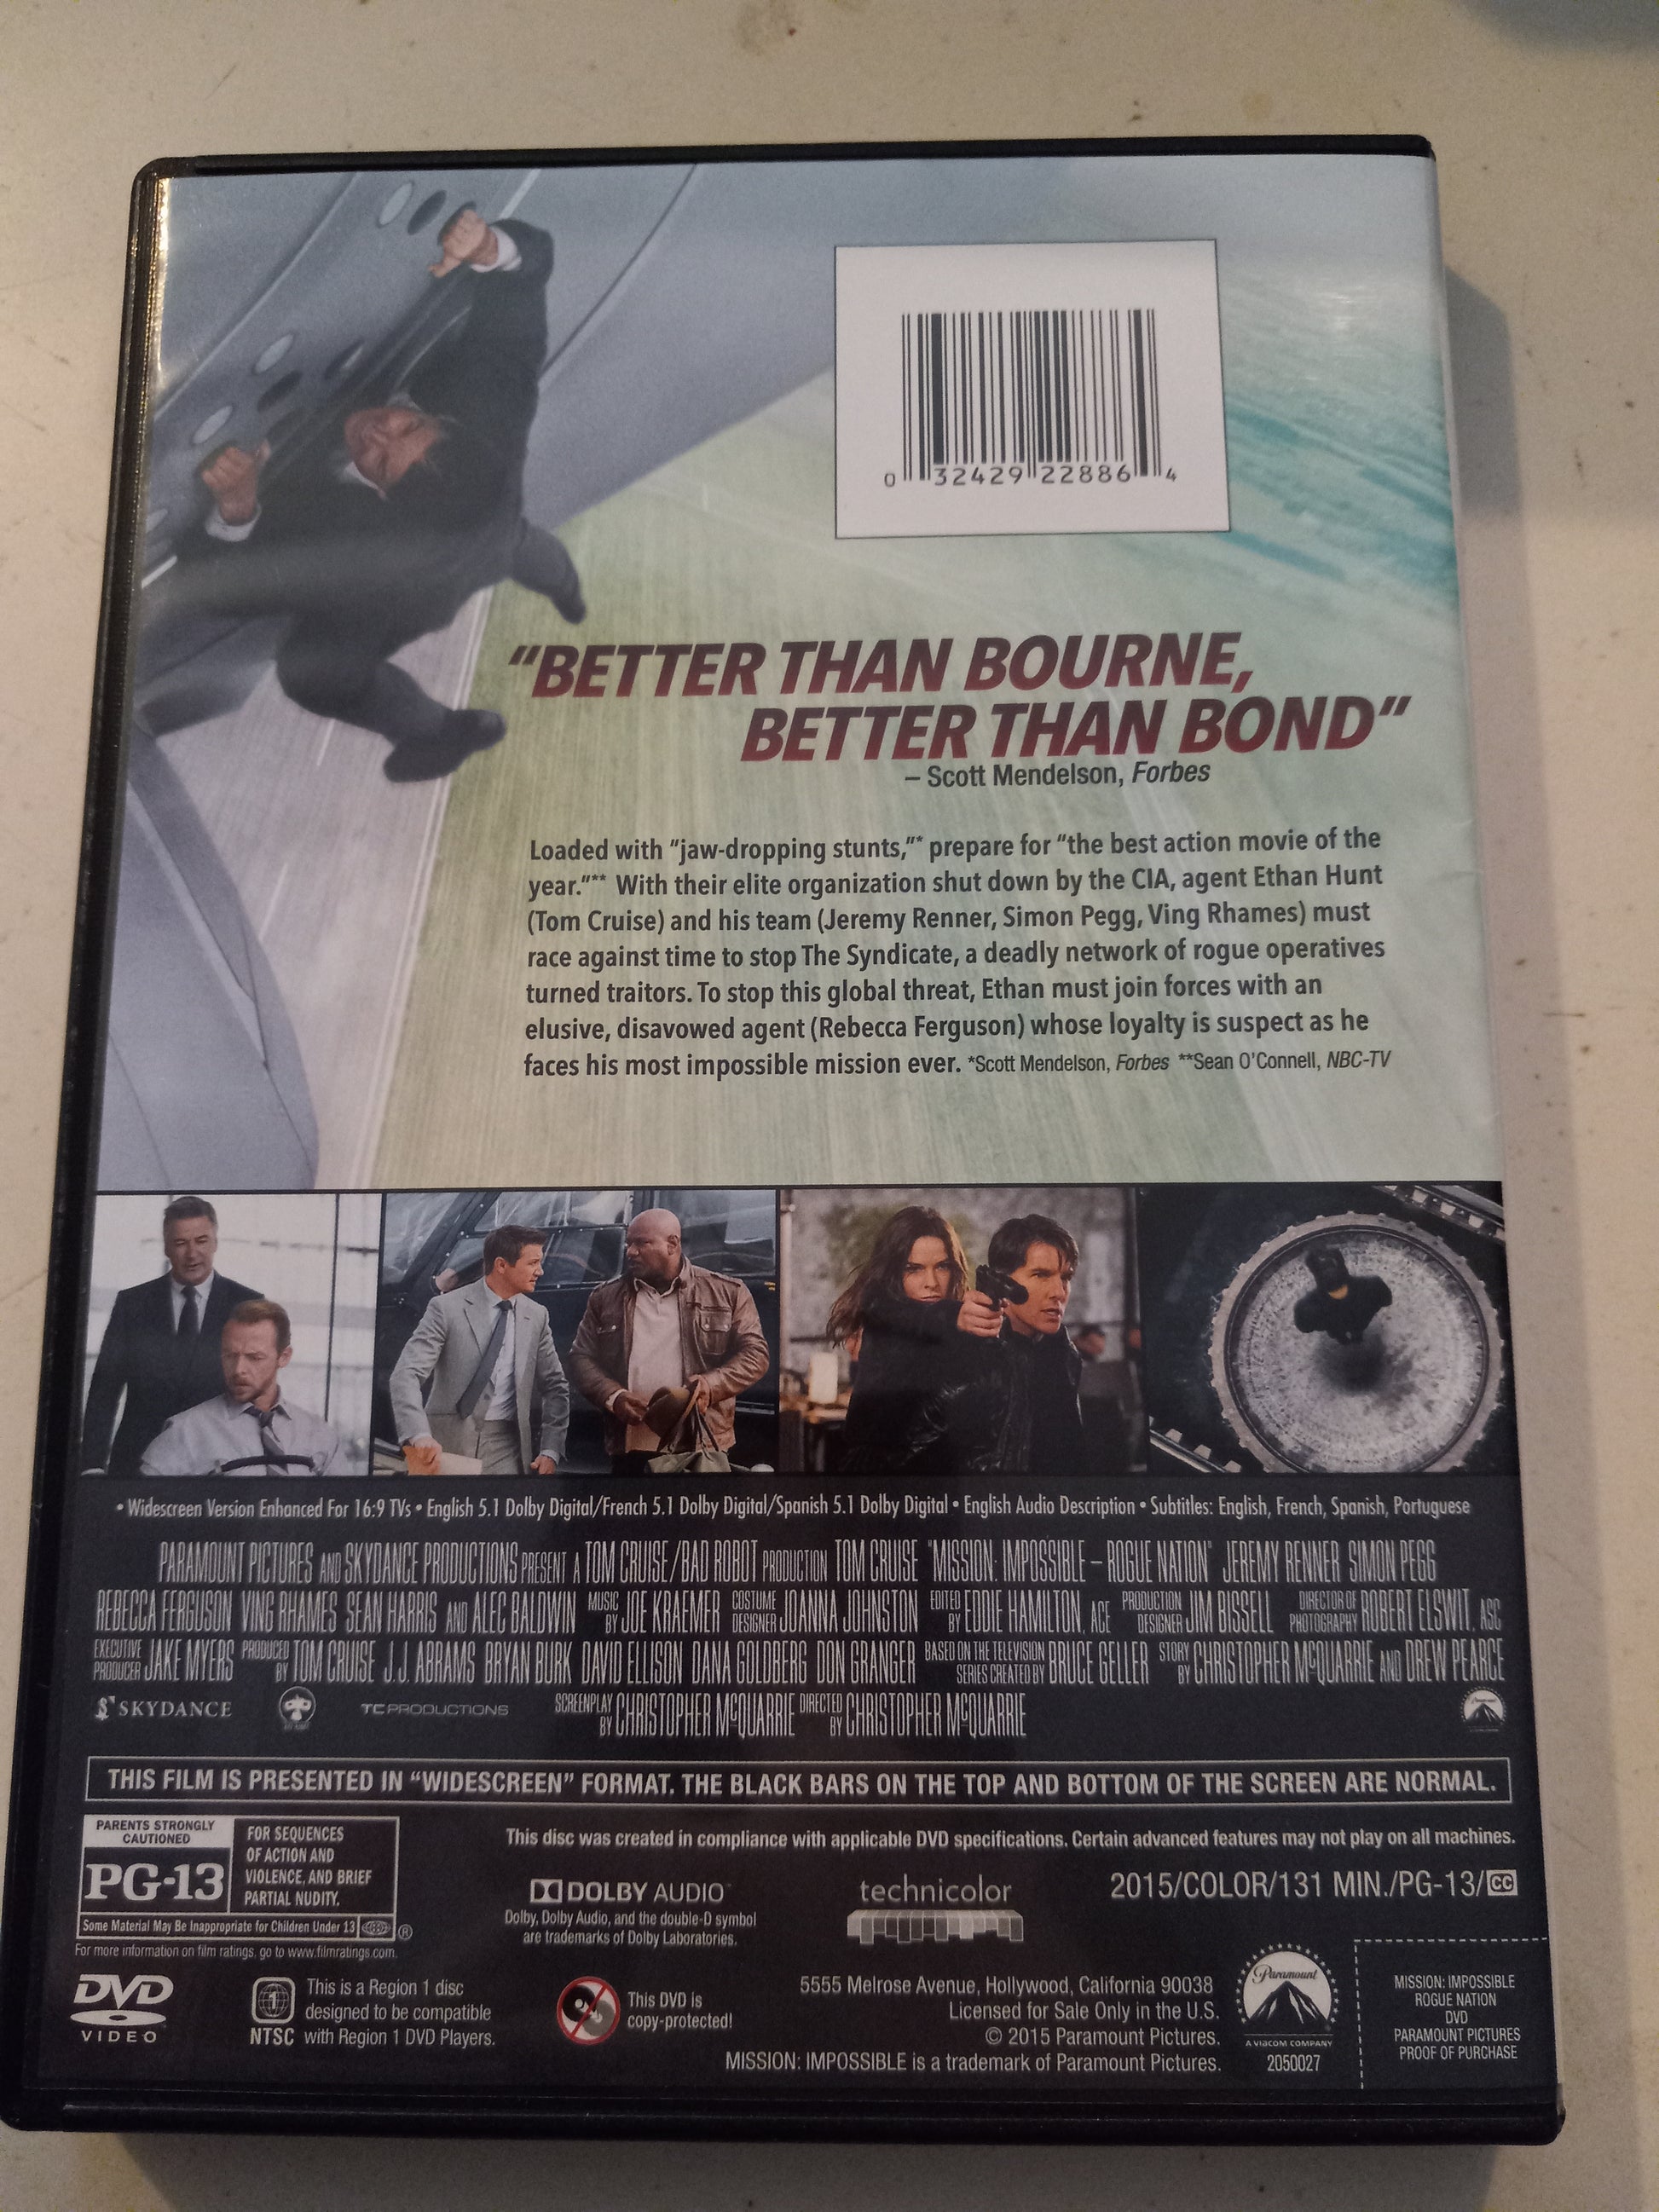 0 32429 22886 4
“BETTER THAN BOURNE,
BETTER THAN BOND”
– Scott Mendelson, Forbes
Loaded with “jaw-dropping stunts,”* prepare for “the best action movie of the
year.”** With their elite organization shut down by the CIA, agent Ethan Hunt
(Tom Cruise) and his team (Jeremy Renner, Simon Pegg, Ving Rhames) must
race against time to stop The Syndicate, a deadly network of rogue operatives
turned traitors. To stop this global threat, Ethan must join forces with an
elusive, disavowed agent (Rebecca Ferguson) whose loyalty is suspect as he
faces his most impossible mission ever. *Scott Mendelson, Forbes **Sean O'Connell, NBC-TV
• Widescreen Version Enhanced For 16:9 TVs • English 5.1 Dolby Digital/French 5.1 Dolby Digital/Spanish 5.1 Dolby Digital • English Audio Description • Subtitles: English, French, Spanish, Portuguese
PARAMOUNT PICTURES AND SKYDANCE PRODUCTIONS PRESENT A TOM CRUISE/BAD ROBOT PRODUCTION TOM CRUISE "MISSION: IMPOSSIBLE – ROGUE NATION" JEREMY RENNER SIMON PEGG
REBECCA FERGUSON VING RHAMES SEAN HARRIS AND ALEC BALDWIN MUSIC BY JOE KRAEMER COSTUME DESIGNER JOANNA JOHNSTON EDITED BY EDDIE HAMILTON, ACE PRODUCTION DESIGNER JIM BISSELL DIRECTOR OF PHOTOGRAPHY ROBERT ELSWIT, ASC
EXECUTIVE PRODUCER JAKE MYERS PRODUCED BY TOM CRUISE J.J. ABRAMS BRYAN BURK DAVID ELLISON DANA GOLDBERG DON GRANGER BASED ON THE TELEVISION SERIES CREATED BY BRUCE GELLER STORY BY CHRISTOPHER McQUARRIE AND DREW PEARCE
SKYDANCE TC PRODUCTIONS SCREENPLAY BY CHRISTOPHER McQUARRIE DIRECTED BY CHRISTOPHER McQUARRIE
THIS FILM IS PRESENTED IN “WIDESCREEN” FORMAT. THE BLACK BARS ON THE TOP AND BOTTOM OF THE SCREEN ARE NORMAL.
PARENTS STRONGLY
CAUTIONED
PG-13
FOR SEQUENCES
OF ACTION AND
VIOLENCE, AND BRIEF
PARTIAL NUDITY.
Some Material May Be Inappropriate for Children Under 13 ®
For more information on film ratings, go to www.filmratings.com.
This disc was created in compliance with applicable DVD specifications. Certain advanced features may not play on all machines.
DOLBY AUDIO™
Dolby, Dolby Audio, and the double-D symbol
are trademarks of Dolby Laboratories.
technicolor
2015/COLOR/131 MIN./PG-13/CC
DVD
VIDEO
1
NTSC
This is a Region 1 disc
designed to be compatible
with Region 1 DVD Players.
This DVD is
copy-protected!
5555 Melrose Avenue, Hollywood, California 90038
Licensed for Sale Only in the U.S.
© 2015 Paramount Pictures.
MISSION: IMPOSSIBLE is a trademark of Paramount Pictures.
Paramount
A VIACOM COMPANY
2050027
MISSION: IMPOSSIBLE
ROGUE NATION
DVD
PARAMOUNT PICTURES
PROOF OF PURCHASE